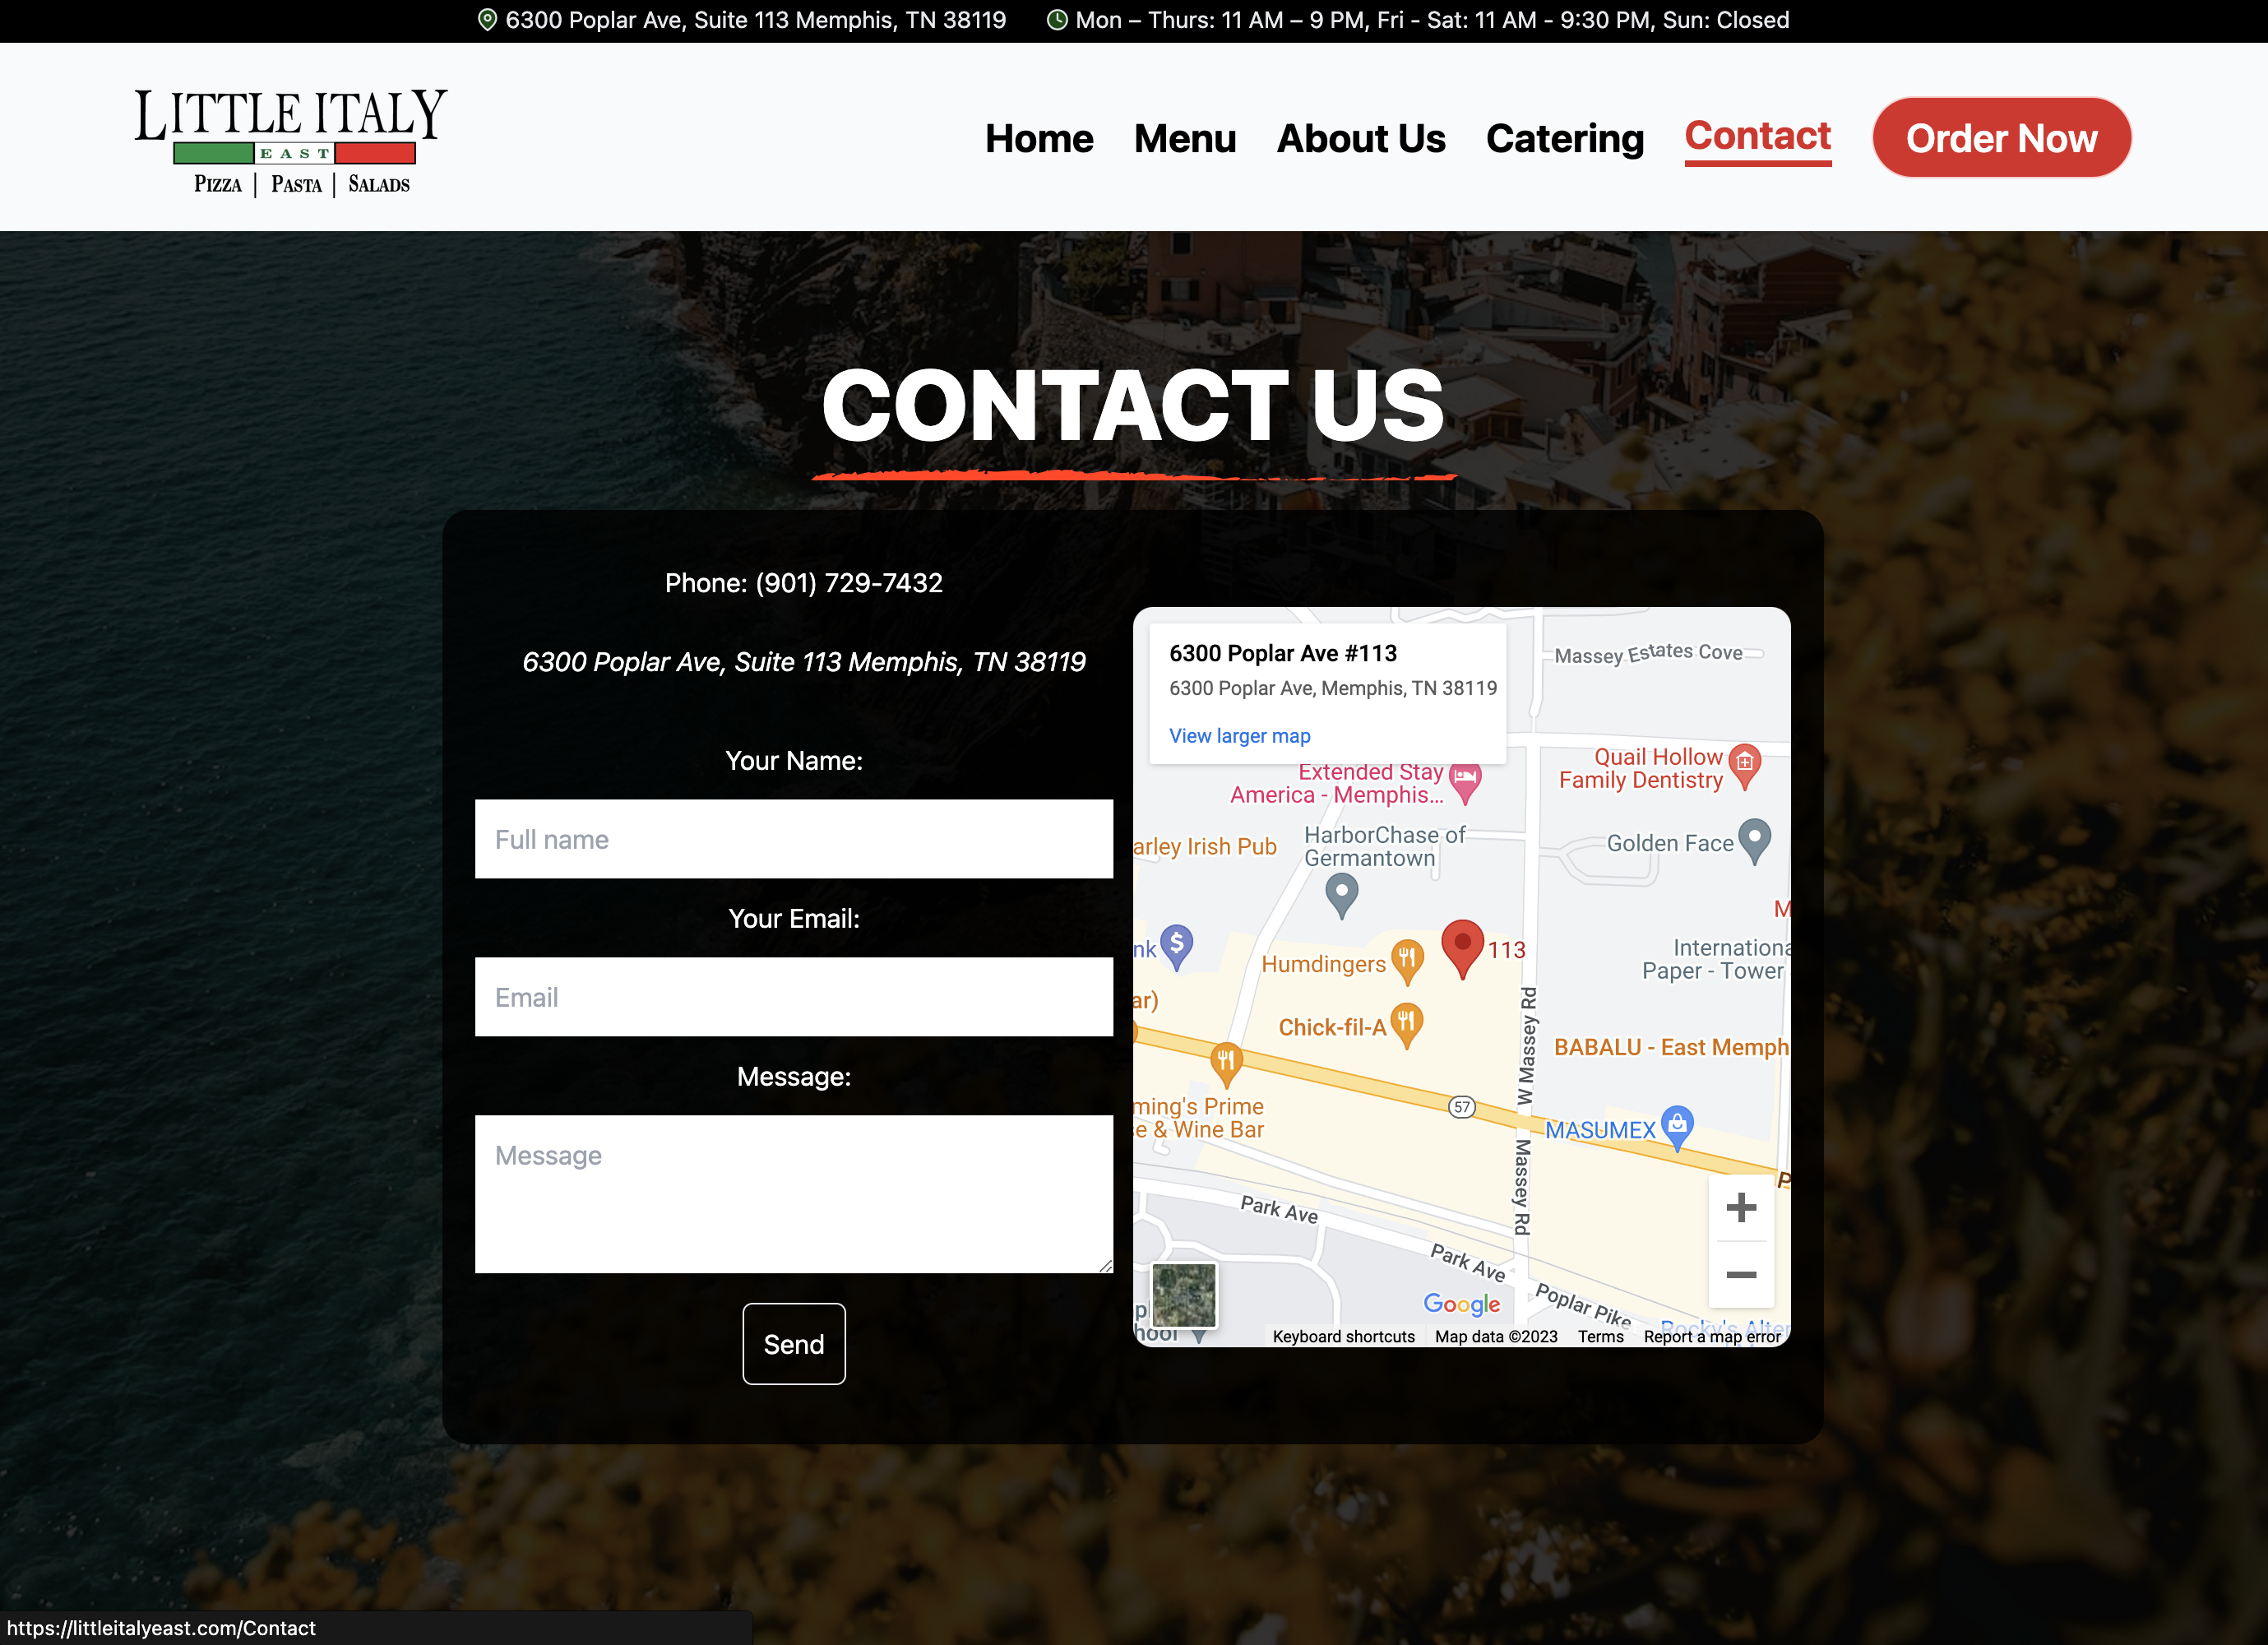 6300 Poplar Ave, Suite 113 Memphis, TN 38119
Mon – Thurs: 11 AM – 9 PM, Fri - Sat: 11 AM - 9:30 PM, Sun: Closed
LITTLE ITALY
EAST
PIZZA | PASTA | SALADS
Home
Menu
About Us
Catering
Contact
Order Now
CONTACT US
Phone: (901) 729-7432
6300 Poplar Ave, Suite 113 Memphis, TN 38119
Your Name:
Full name
Your Email:
Email
Message:
Message
Send
6300 Poplar Ave #113
6300 Poplar Ave, Memphis, TN 38119
View larger map
Massey Estates Cove
Quail Hollow
Family Dentistry
Extended Stay
America - Memphis...
HarborChase of
Germantown
arley Irish Pub
Golden Face
M
nk
Humdingers
113
Internationa
Paper - Tower
ar)
Chick-fil-A
W Massey Rd
BABALU - East Memph
ming's Prime
e & Wine Bar
57
MASUMEX
Massey Rd
P
Park Ave
Park Ave
Poplar Pike
Google
Rocky's Alter
hool
Keyboard shortcuts
Map data ©2023
Terms
Report a map error
https://littleitalyeast.com/Contact